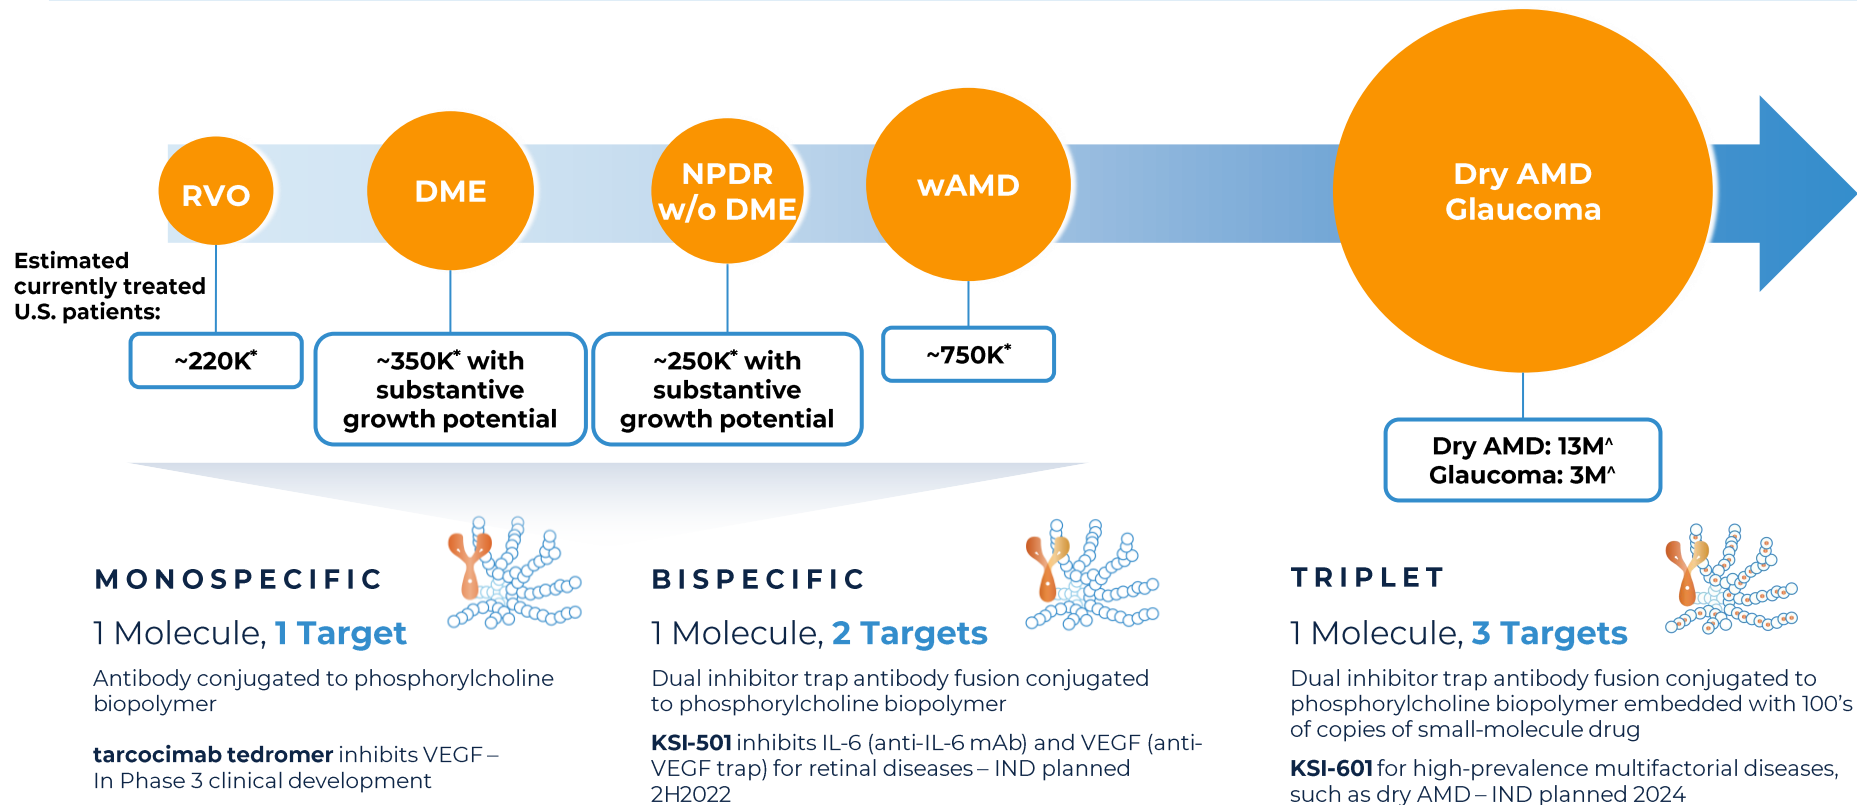 RVO
DME
NPDR
w/o DME
wAMD
Dry AMD
Glaucoma
Estimated
currently treated
U.S. patients:
~220K*
~350K* with
substantive
growth potential
~250K* with
substantive
growth potential
~750K*
Dry AMD: 13M^
Glaucoma: 3M^
MONOSPECIFIC
1 Molecule, 1 Target
Antibody conjugated to phosphorylcholine
biopolymer
tarcocimab tedromer inhibits VEGF –
In Phase 3 clinical development
BISPECIFIC
1 Molecule, 2 Targets
Dual inhibitor trap antibody fusion conjugated
to phosphorylcholine biopolymer
KSI-501 inhibits IL-6 (anti-IL-6 mAb) and VEGF (anti-
VEGF trap) for retinal diseases – IND planned
2H2022
TRIPLET
1 Molecule, 3 Targets
Dual inhibitor trap antibody fusion conjugated to
phosphorylcholine biopolymer embedded with 100's
of copies of small-molecule drug
KSI-601 for high-prevalence multifactorial diseases,
such as dry AMD – IND planned 2024